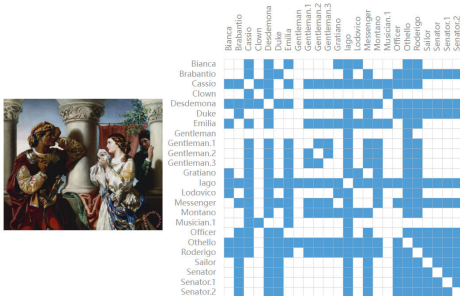 Bianca
Brabantio
Cassio
Clown
Desdemona
Duke
Emilia
Gentleman
Gentleman.1
Gentleman.2
Gentleman.3
Gratiano
Iago
Lodovico
Messenger
Montano
Musician.1
Officer
Othello
Roderigo
Sailor
Senator
Senator.1
Senator.2
Bianca
Brabantio
Cassio
Clown
Desdemona
Duke
Emilia
Gentleman
Gentleman.1
Gentleman.2
Gentleman.3
Gratiano
Iago
Lodovico
Messenger
Montano
Musician.1
Officer
Othello
Roderigo
Sailor
Senator
Senator.1
Senator.2